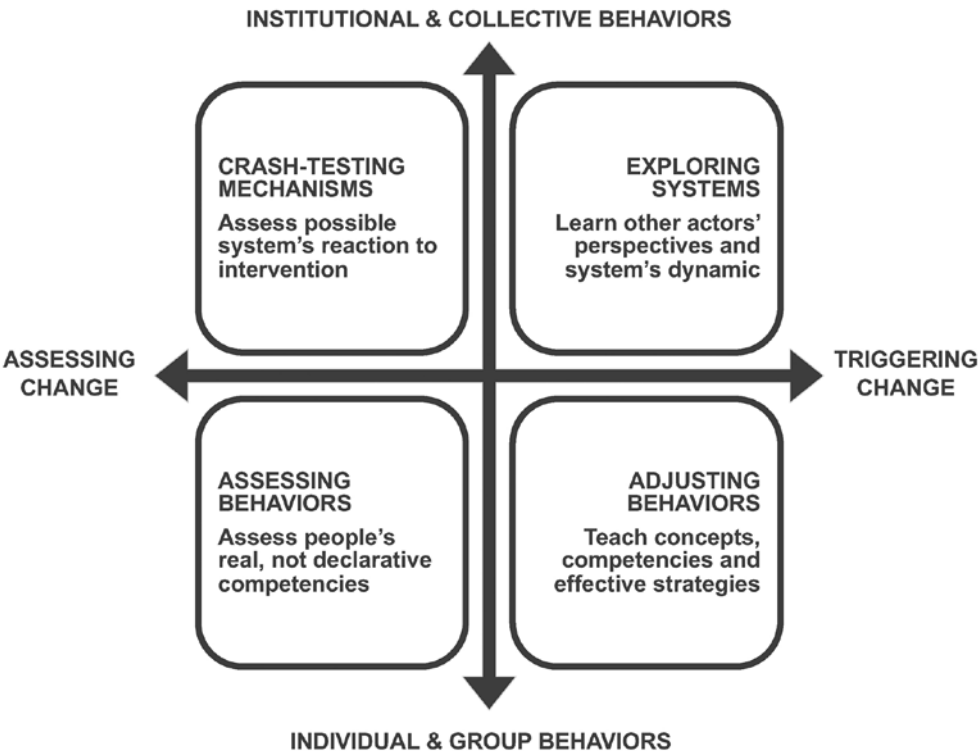 INSTITUTIONAL & COLLECTIVE BEHAVIORS
CRASH-TESTING
MECHANISMS
Assess possible
system's reaction to
intervention
EXPLORING
SYSTEMS
Learn other actors'
perspectives and
system's dynamic
ASSESSING
CHANGE
TRIGGERING
CHANGE
ASSESSING
BEHAVIORS
Assess people's
real, not declarative
competencies
ADJUSTING
BEHAVIORS
Teach concepts,
competencies and
effective strategies
INDIVIDUAL & GROUP BEHAVIORS